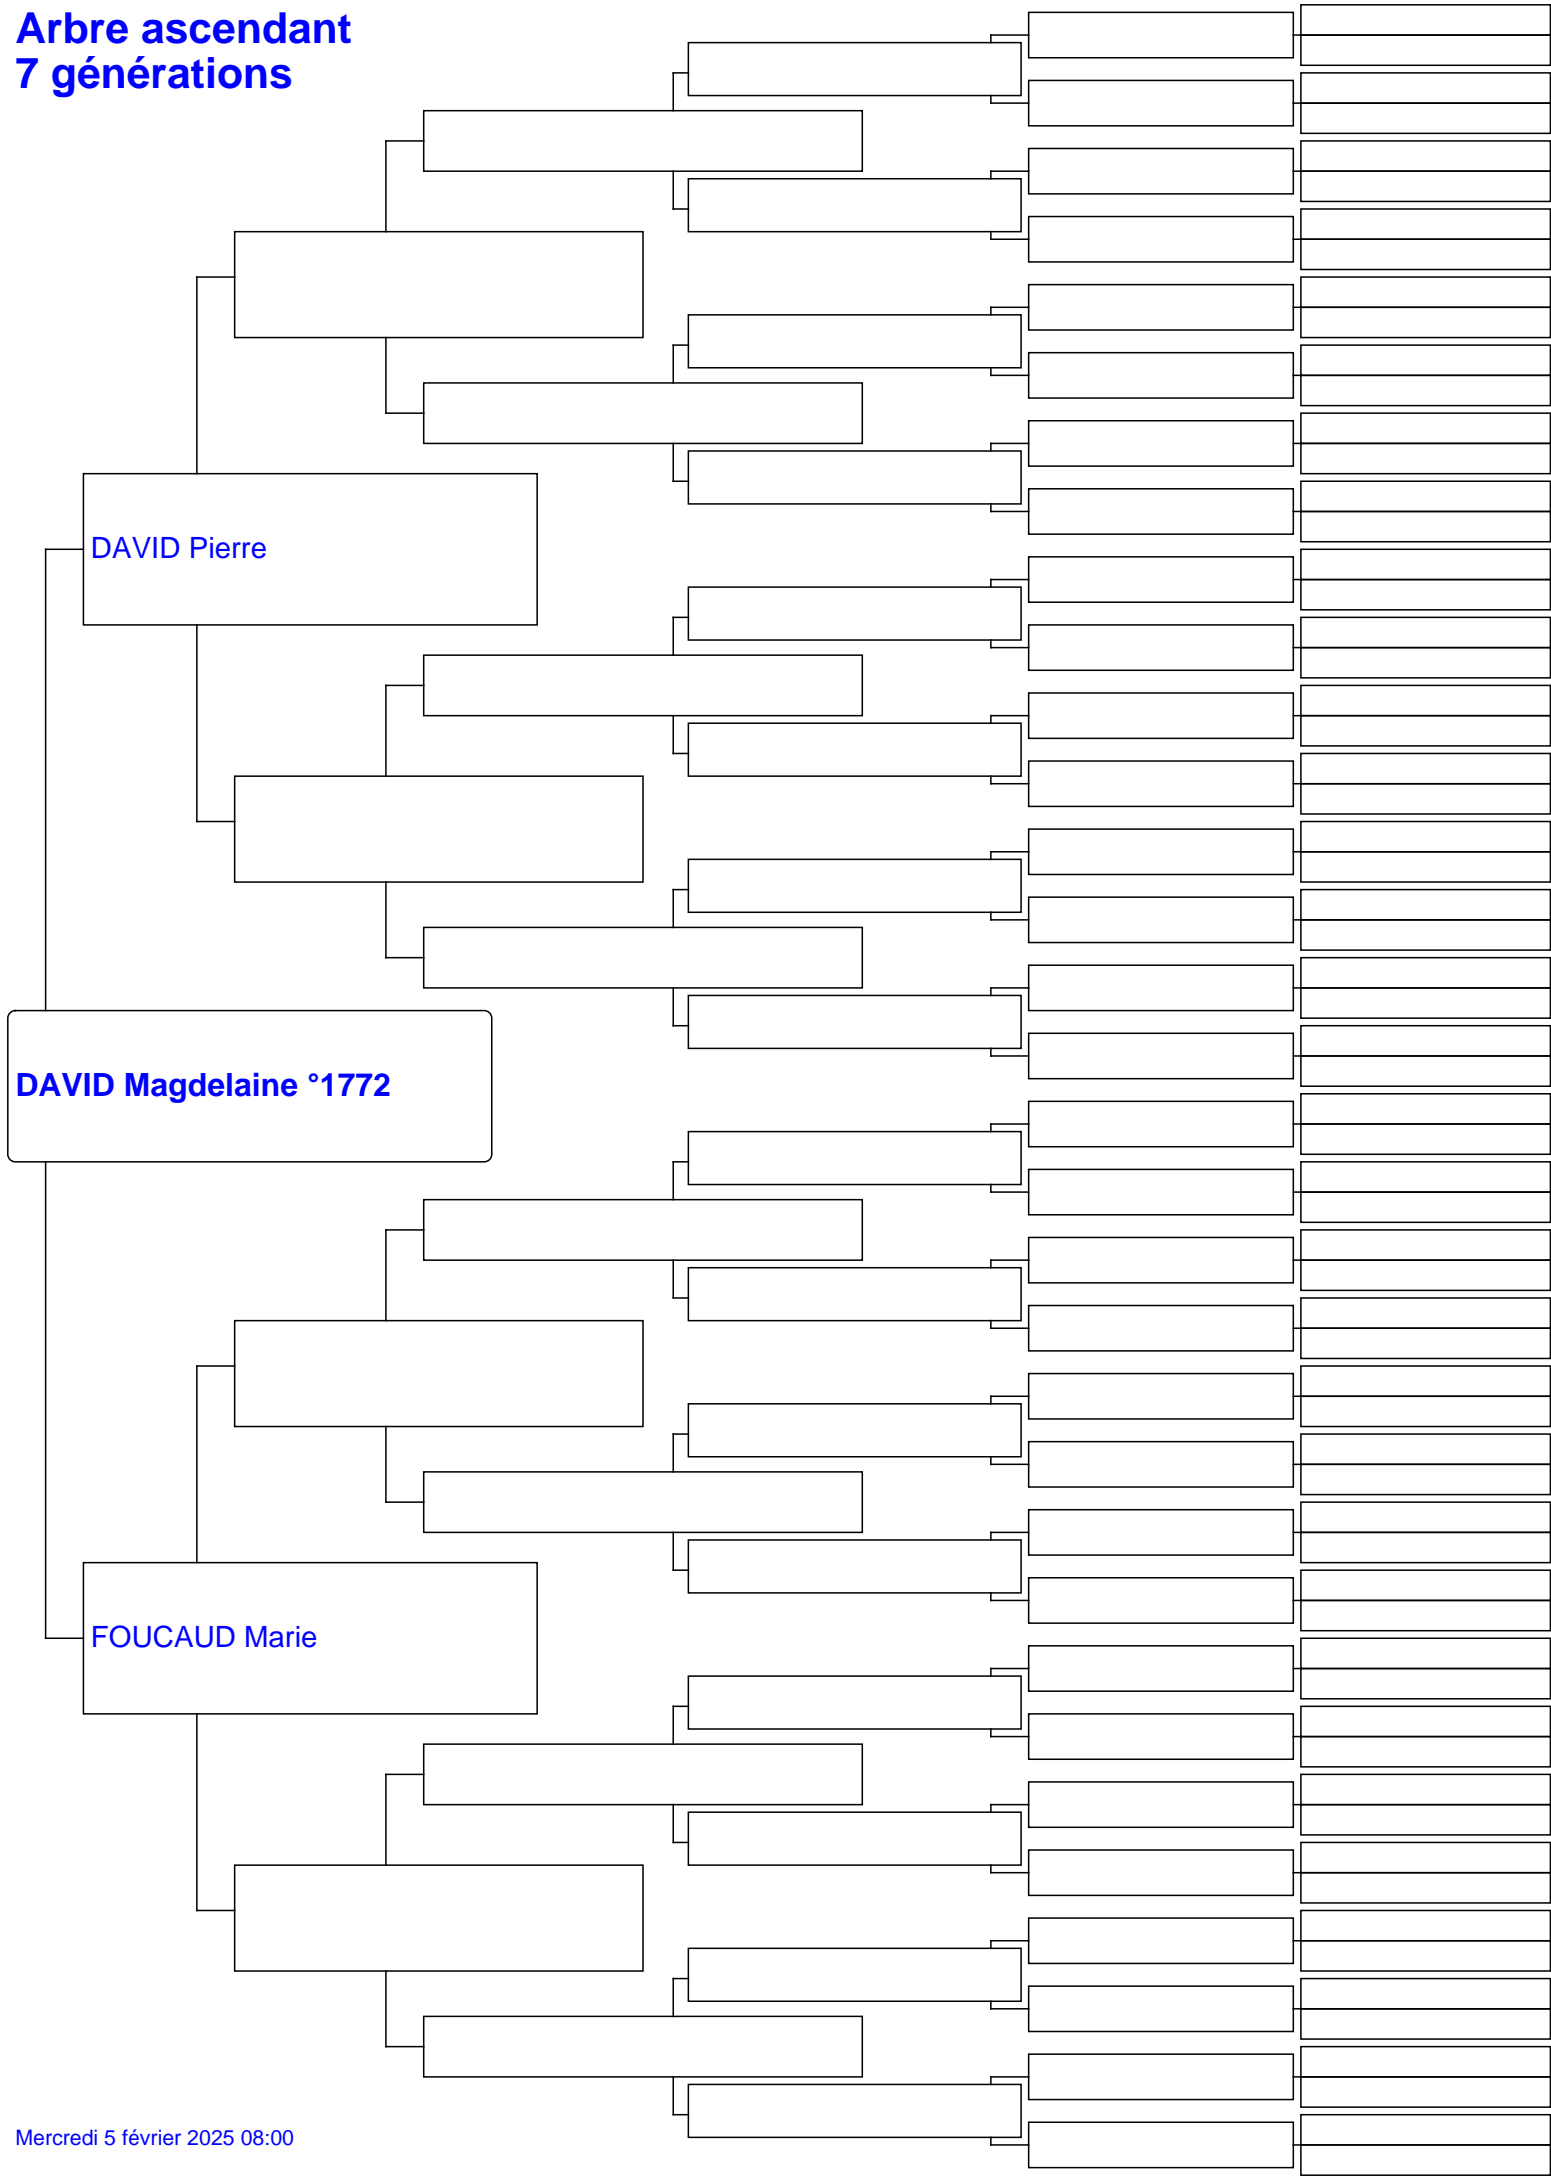 Arbre ascendant
7 générations
DAVID Pierre
DAVID Magdelaine °1772
FOUCAUD Marie
Mercredi 5 février 2025 08:00